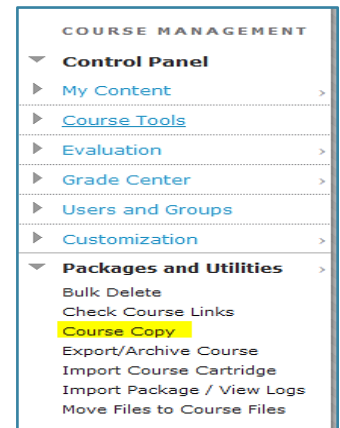 COURSE MANAGEMENT
Control Panel
My Content
Course Tools
Evaluation
Grade Center
Users and Groups
Customization
Packages and Utilities
Bulk Delete
Check Course Links
Course Copy
Export/Archive Course
Import Course Cartridge
Import Package / View Logs
Move Files to Course Files